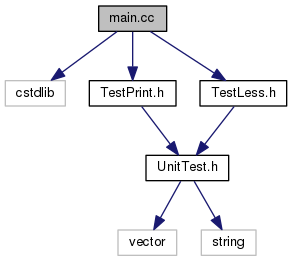 main.cc
cstdlib
TestPrint.h
TestLess.h
UnitTest.h
vector
string